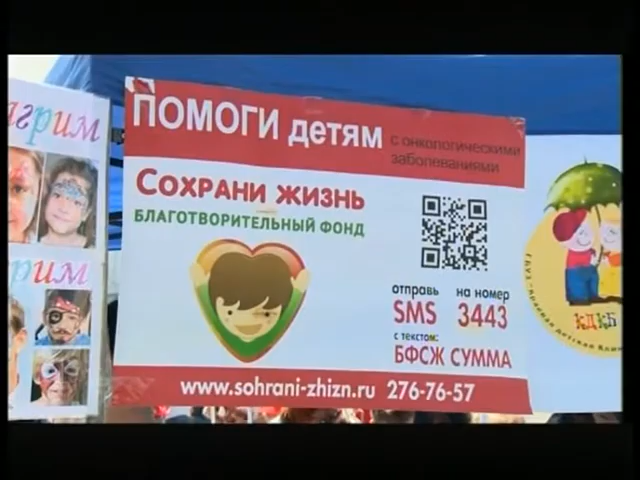 агрим
ПОМОГИ детям с онкологическими
заболеваниями
СОХРАНИ ЖИЗНЬ
БЛАГОТВОРИТЕЛЬНЫЙ ФОНД
отправь на номер
SMS 3443
с текстом:
БФСЖ СУММА
www.sohrani-zhizn.ru 276-76-57
грим
КДКБ